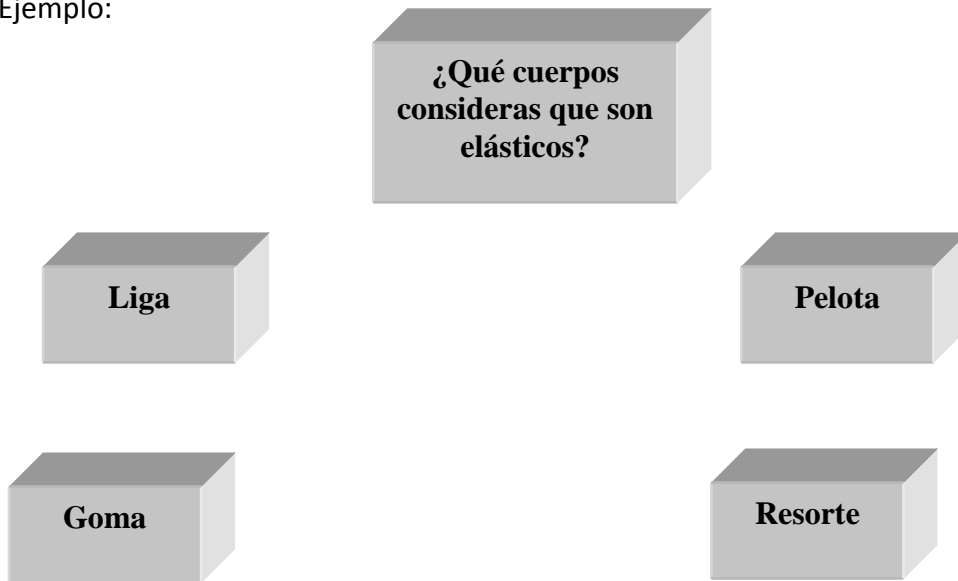 Ejemplo:
¿Qué cuerpos
consideras que son
elásticos?
Liga
Pelota
Goma
Resorte